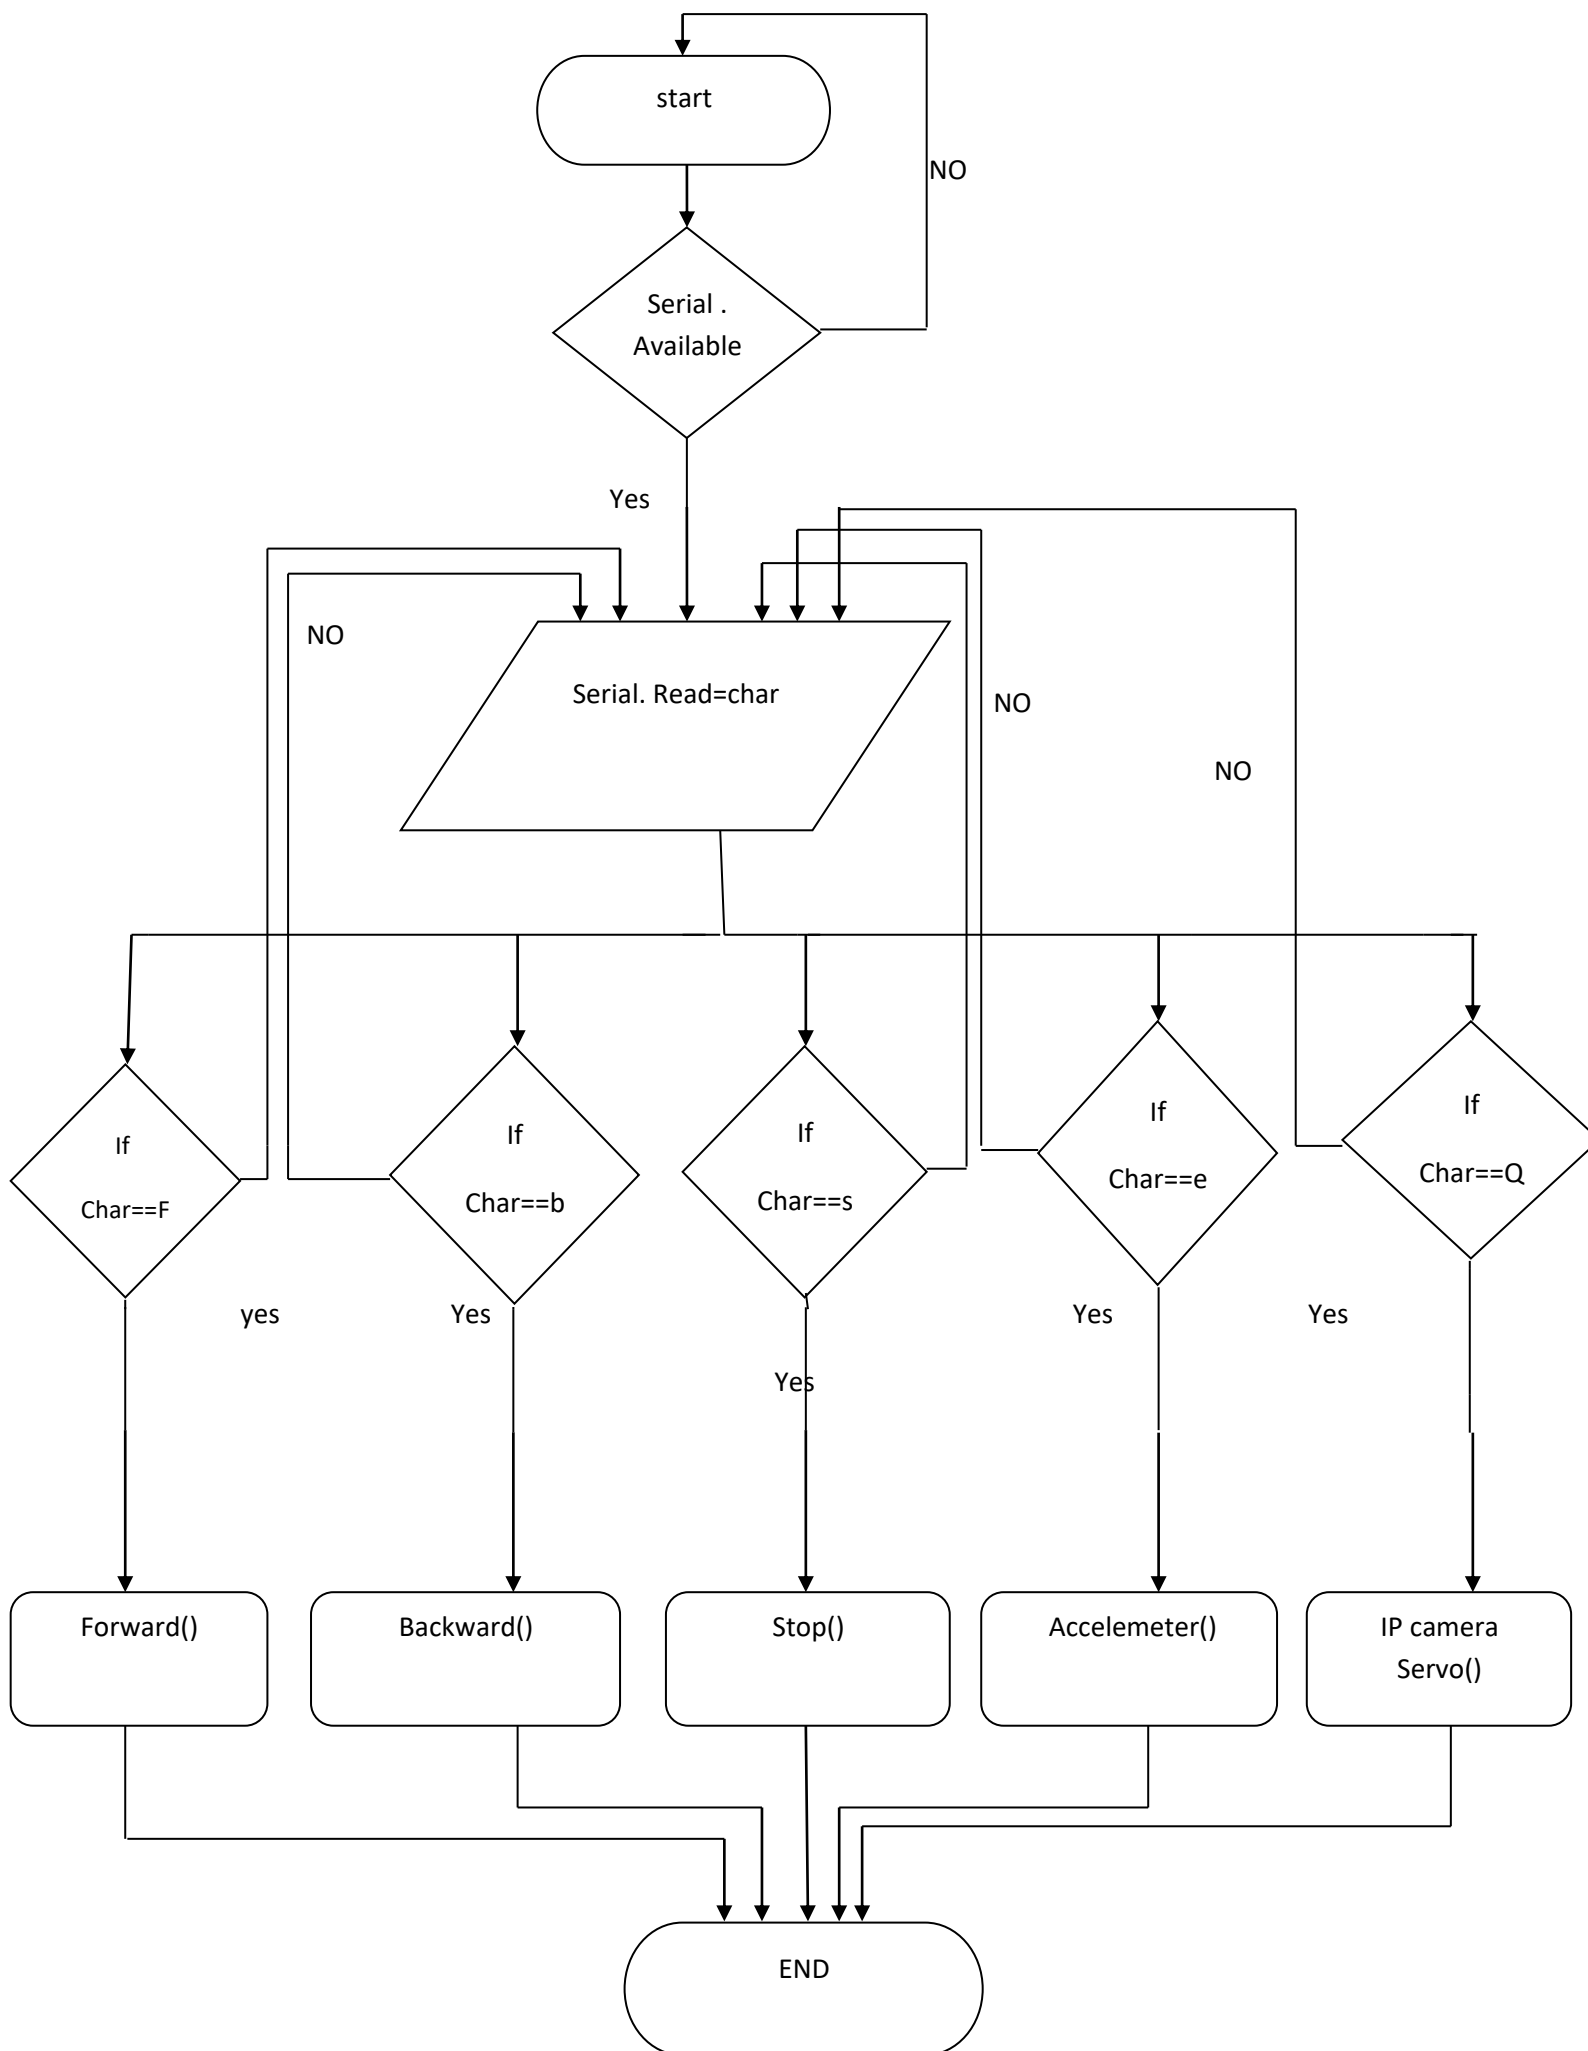 start
NO
Serial .
Available
Yes
NO
Serial. Read=char
NO
NO
If
Char==F
If
Char==b
If
Char==s
If
Char==e
If
Char==Q
yes
Yes
Yes
Yes
Yes
Forward()
Backward()
Stop()
Accelemeter()
IP camera
Servo()
END